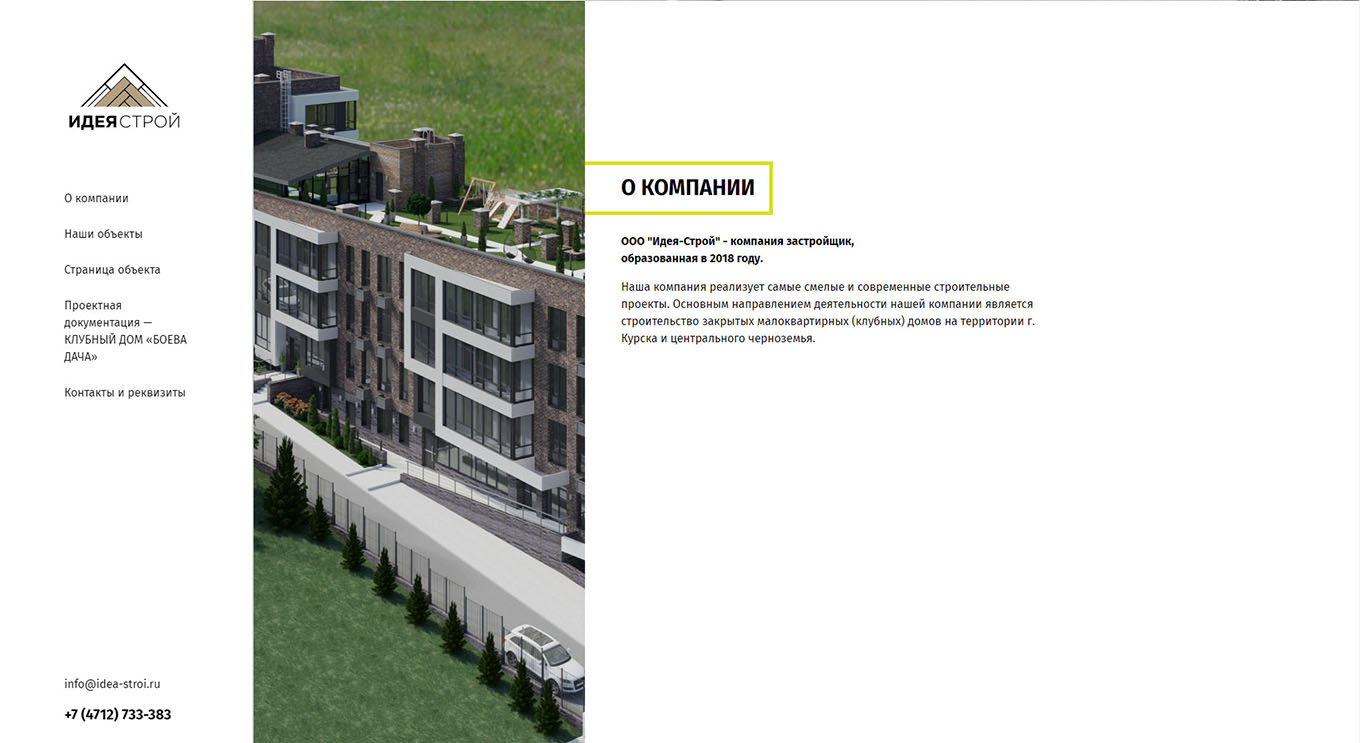 ИДЕЯСТРОЙ
О компании
Наши объекты
Страница объекта
Проектная
документация —
КЛУБНЫЙ ДОМ «БОЕВА
ДАЧА»
Контакты и реквизиты
info@idea-stroi.ru
+7 (4712) 733-383
О КОМПАНИИ
ООО "Идея-Строй" - компания застройщик,
образованная в 2018 году.
Наша компания реализует самые смелые и современные строительные
проекты. Основным направлением деятельности нашей компании является
строительство закрытых малоквартирных (клубных) домов на территории г.
Курска и центрального черноземья.